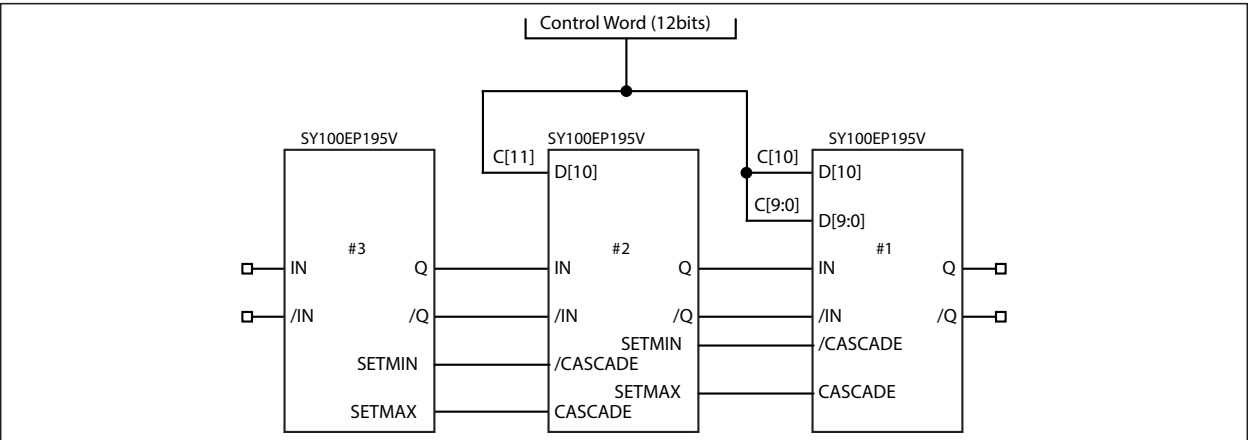 Control Word (12bits)
SY100EP195V
SY100EP195V
SY100EP195V
C[11]
D[10]
C[10]
D[10]
C[9:0]
D[9:0]
#3
#2
#1
IN
Q
IN
Q
IN
Q
/IN
/Q
/IN
/Q
/IN
/Q
SETMIN
/CASCADE
SETMIN
/CASCADE
SETMAX
CASCADE
SETMAX
CASCADE